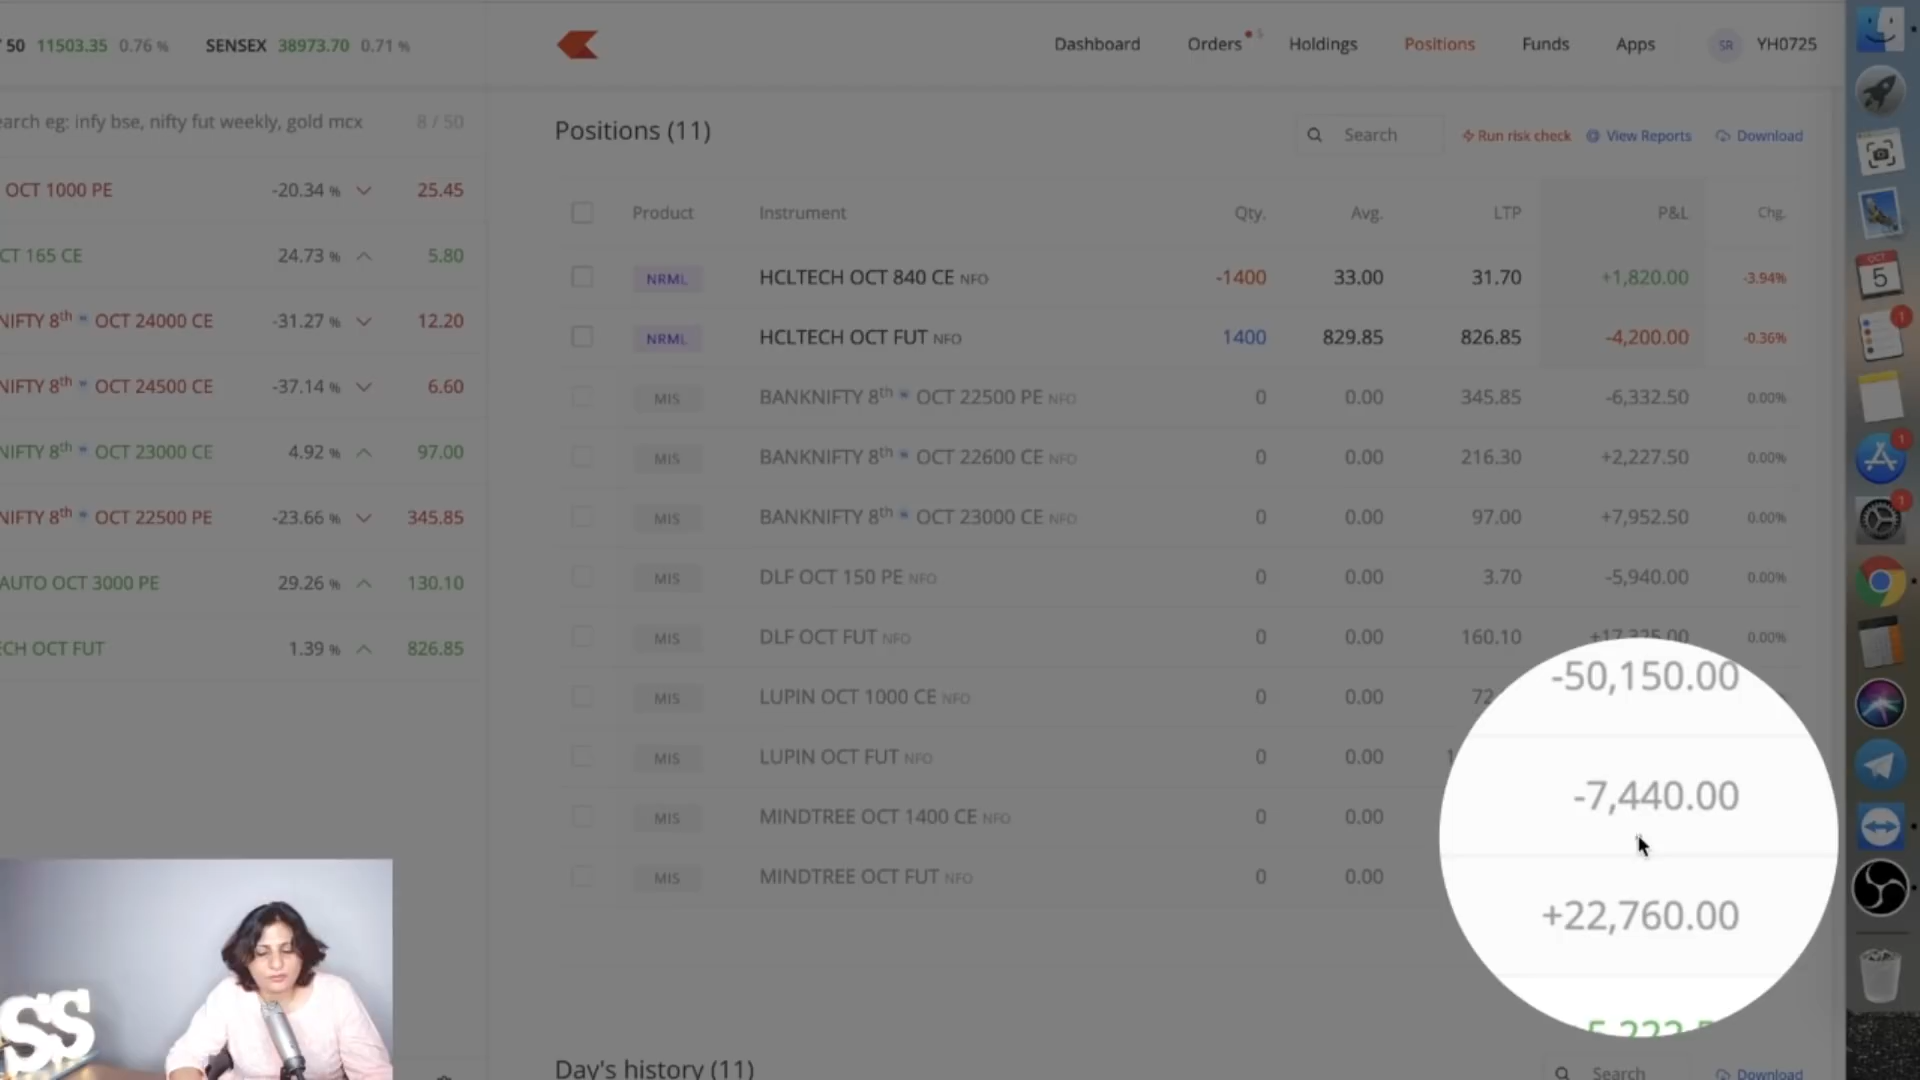 50 11503.35 0.76 % SENSEX 38973.70 0.71 %
Dashboard Orders 5 Holdings Positions Funds Apps SR YH0725
earch eg: infy bse, nifty fut weekly, gold mcx 8 / 50
OCT 1000 PE -20.34 % 25.45
CT 165 CE 24.73 % 5.80
NIFTY 8th OCT 24000 CE -31.27 % 12.20
NIFTY 8th OCT 24500 CE -37.14 % 6.60
NIFTY 8th OCT 23000 CE 4.92 % 97.00
NIFTY 8th OCT 22500 PE -23.66 % 345.85
AUTO OCT 3000 PE 29.26 % 130.10
ECH OCT FUT 1.39 % 826.85
Positions (11) Search Run risk check View Reports Download
Product Instrument Qty. Avg. LTP P&L Chg.
NRML HCLTECH OCT 840 CE NFO -1400 33.00 31.70 +1,820.00 -3.94%
NRML HCLTECH OCT FUT NFO 1400 829.85 826.85 -4,200.00 -0.36%
MIS BANKNIFTY 8th OCT 22500 PE NFO 0 0.00 345.85 -6,332.50 0.00%
MIS BANKNIFTY 8th OCT 22600 CE NFO 0 0.00 216.30 +2,227.50 0.00%
MIS BANKNIFTY 8th OCT 23000 CE NFO 0 0.00 97.00 +7,952.50 0.00%
MIS DLF OCT 150 PE NFO 0 0.00 3.70 -5,940.00 0.00%
MIS DLF OCT FUT NFO 0 0.00 160.10 +17,325.00 0.00%
MIS LUPIN OCT 1000 CE NFO 0 0.00 72 -50,150.00
MIS LUPIN OCT FUT NFO 0 0.00 1
MIS MINDTREE OCT 1400 CE NFO 0 0.00 -7,440.00
MIS MINDTREE OCT FUT NFO 0 0.00 +22,760.00
Day's history (11) Search Download
OCT
5
1
1
1
SS